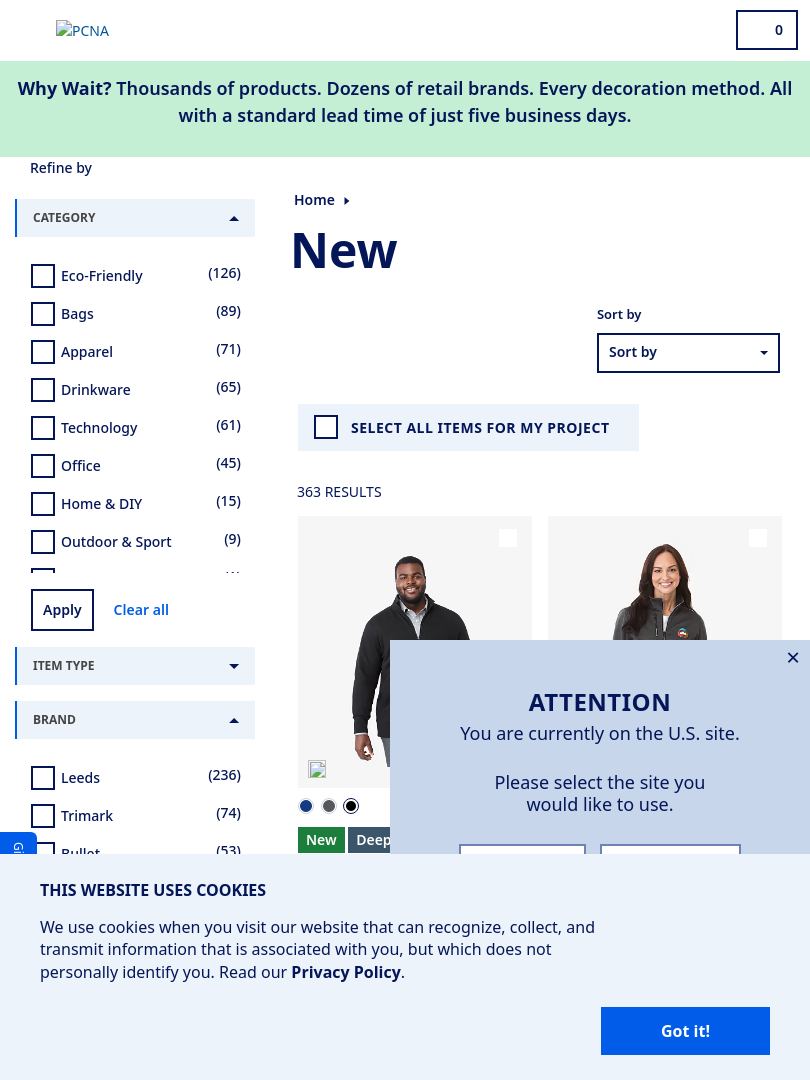 PCNA
0
Why Wait? Thousands of products. Dozens of retail brands. Every decoration method. All
with a standard lead time of just five business days.
Refine by
CATEGORY
Eco-Friendly (126)
Bags (89)
Apparel (71)
Drinkware (65)
Technology (61)
Office (45)
Home & DIY (15)
Outdoor & Sport (9)
Apply Clear all
ITEM TYPE
BRAND
Leeds (236)
Trimark (74)
Bullet (53)
Home
New
Sort by
Sort by
SELECT ALL ITEMS FOR MY PROJECT
363 RESULTS
New Deep
ATTENTION
You are currently on the U.S. site.
Please select the site you
would like to use.
THIS WEBSITE USES COOKIES
We use cookies when you visit our website that can recognize, collect, and
transmit information that is associated with you, but which does not
personally identify you. Read our Privacy Policy.
Got it!